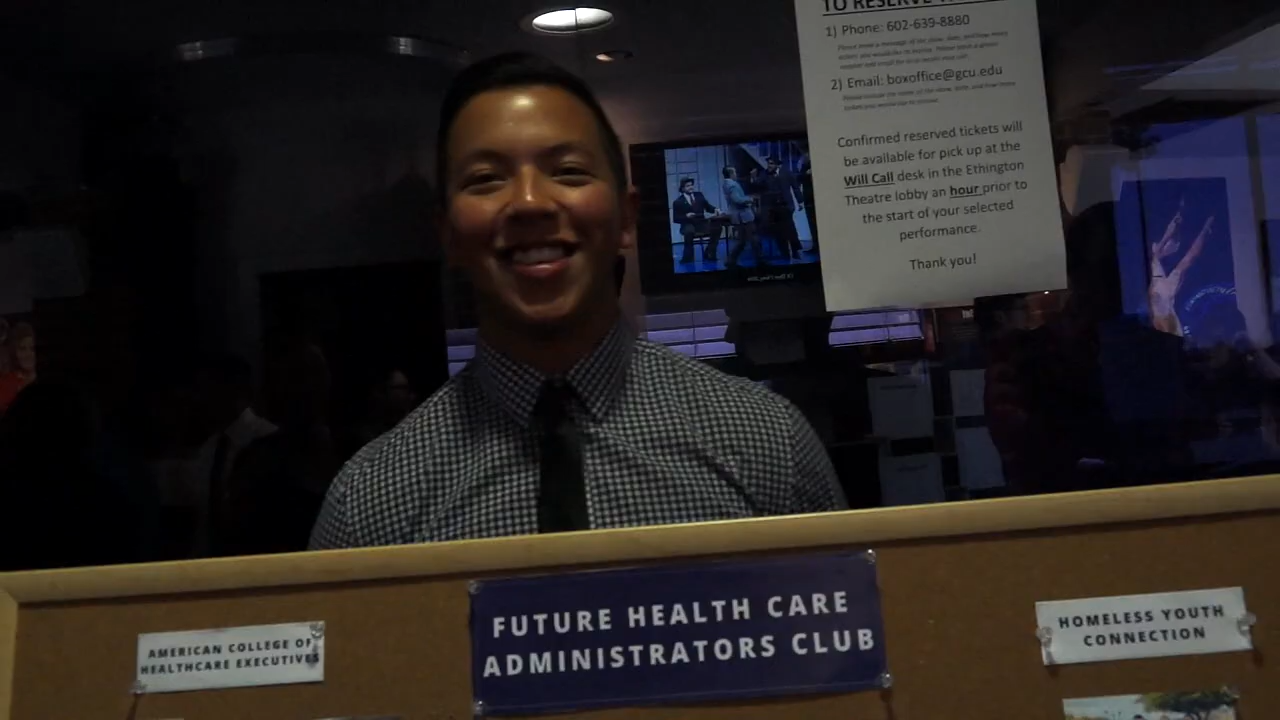 TO RESERVE
1) Phone: 602-639-8880
2) Email: boxoffice@gcu.edu
Confirmed reserved tickets will
be available for pick up at the
Will Call desk in the Ethington
Theatre lobby an hour prior to
the start of your selected
performance.
Thank you!
FUTURE HEALTH CARE
ADMINISTRATORS CLUB
AMERICAN COLLEGE OF
HEALTHCARE EXECUTIVES
HOMELESS YOUTH
CONNECTION